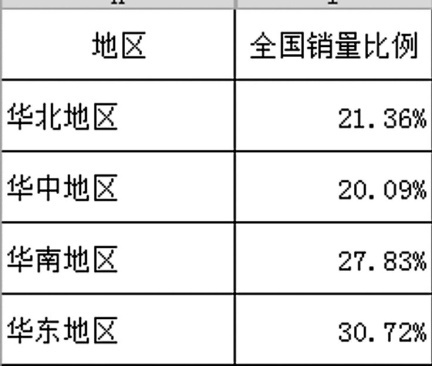 地区 全国销量比例
华北地区 21.36%
华中地区 20.09%
华南地区 27.83%
华东地区 30.72%